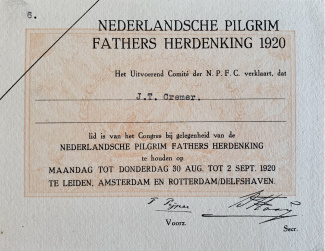 6.
NEDERLANDSCHE PILGRIM
FATHERS HERDENKING 1920
Het Uitvoerend Comité der N. P. F. C. verklaart, dat
J.T. Cremer.
lid is van het Congres bij gelegenheid van de
NEDERLANDSCHE PILGRIM FATHERS HERDENKING
te houden op
MAANDAG TOT DONDERDAG 30 AUG. TOT 2 SEPT. 1920
TE LEIDEN, AMSTERDAM EN ROTTERDAM/DELFSHAVEN.
Voorz.
Secr.